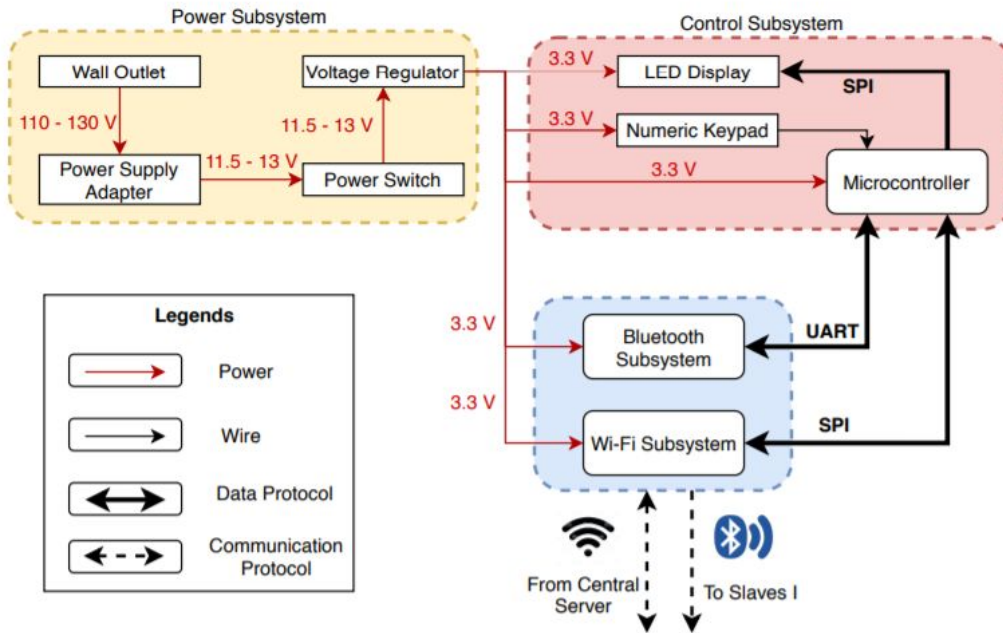 Power Subsystem
Control Subsystem
Wall Outlet
Voltage Regulator
3.3 V
LED Display
SPI
110 - 130 V
11.5 - 13 V
3.3 V
Numeric Keypad
Power Supply
Adapter
11.5 - 13 V
Power Switch
3.3 V
Microcontroller
Legends
Power
Wire
Data Protocol
Communication
Protocol
3.3 V
Bluetooth
Subsystem
UART
3.3 V
Wi-Fi Subsystem
SPI
From Central
Server
To Slaves I